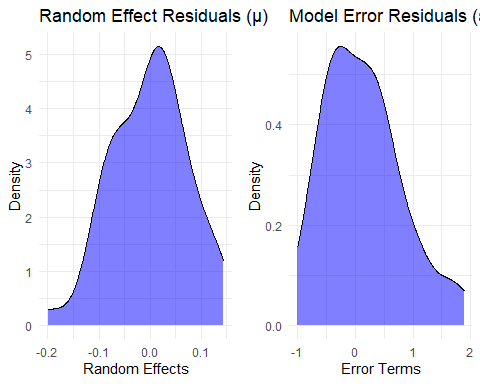 Random Effect Residuals (μ)
Model Error Residuals (
Density
5
4
3
2
1
0
-0.2
-0.1
0.0
0.1
Random Effects
Density
0.4
0.2
0.0
-1
0
1
2
Error Terms